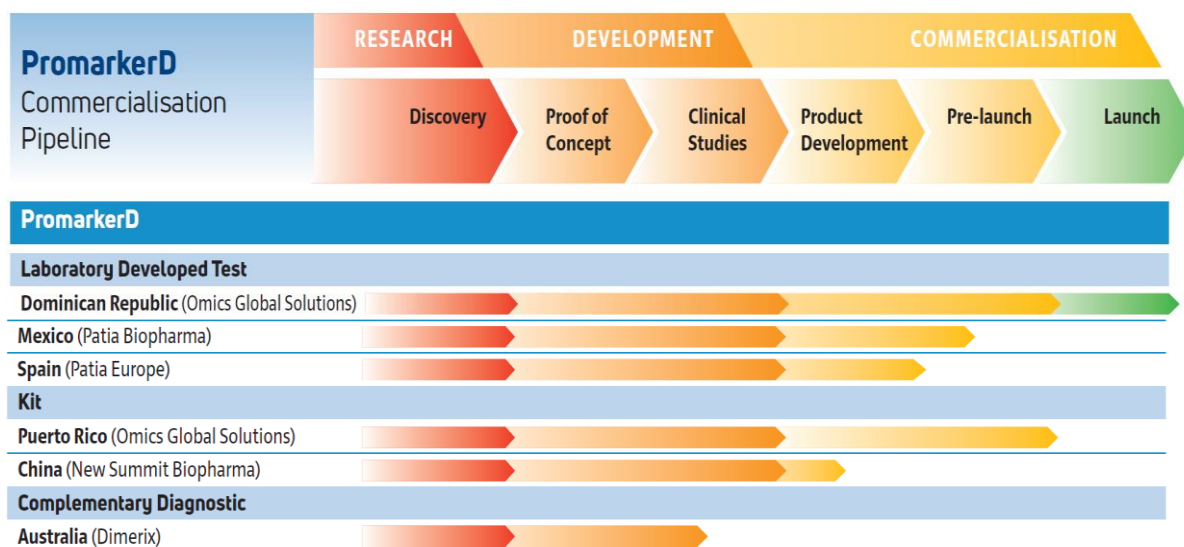 PromarkerD
Commercialisation
Pipeline
RESEARCH
DEVELOPMENT
COMMERCIALISATION
Discovery
Proof of
Concept
Clinical
Studies
Product
Development
Pre-launch
Launch
PromarkerD
Laboratory Developed Test
Dominican Republic (Omics Global Solutions)
Mexico (Patia Biopharma)
Spain (Patia Europe)
Kit
Puerto Rico (Omics Global Solutions)
China (New Summit Biopharma)
Complementary Diagnostic
Australia (Dimerix)